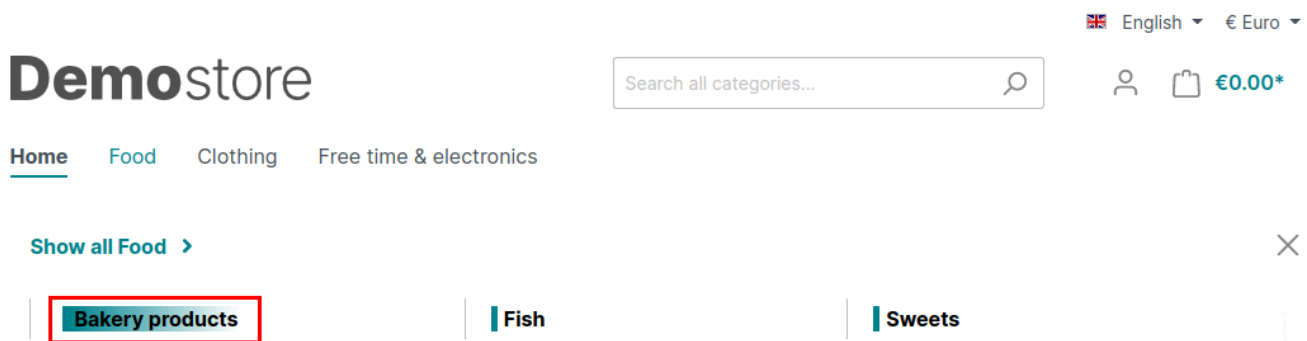 English € Euro
Demostore
Search all categories...
€0.00*
Home Food Clothing Free time & electronics
Show all Food
Bakery products Fish Sweets